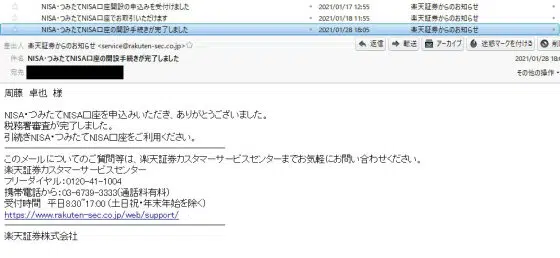 NISA・つみたてNISA口座開設の申込みを受付けました 2021/01/17 12:55 楽天証券からのお知らせ
NISA・つみたてNISA口座でお取引いただけます 2021/01/18 11:55 楽天証券からのお知らせ
NISA・つみたてNISA口座の開設手続きが完了しました 2021/01/28 18:05 楽天証券からのお知らせ
差出人 楽天証券からのお知らせ <service@rakuten-sec.co.jp> 返信 転送 アーカイブ 迷惑マークを付ける
件名 NISA・つみたてNISA口座の開設手続きが完了しました 2021/01/28 18
宛先 その他の操作
周藤 卓也 様
NISA・つみたてNISA口座を申込みいただき、ありがとうございました。
税務署審査が完了しました。
引続きNISA・つみたてNISA口座をご利用ください。
このメールについてのご質問等は、楽天証券カスタマーサービスセンターまでお気軽にお問い合わせください。
楽天証券カスタマーサービスセンター
フリーダイヤル:0120-41-1004
携帯電話から:03-6739-3333(通話料有料)
受付時間 平日8:30~17:00(土日祝・年末年始を除く)
https://www.rakuten-sec.co.jp/web/support/
楽天証券株式会社